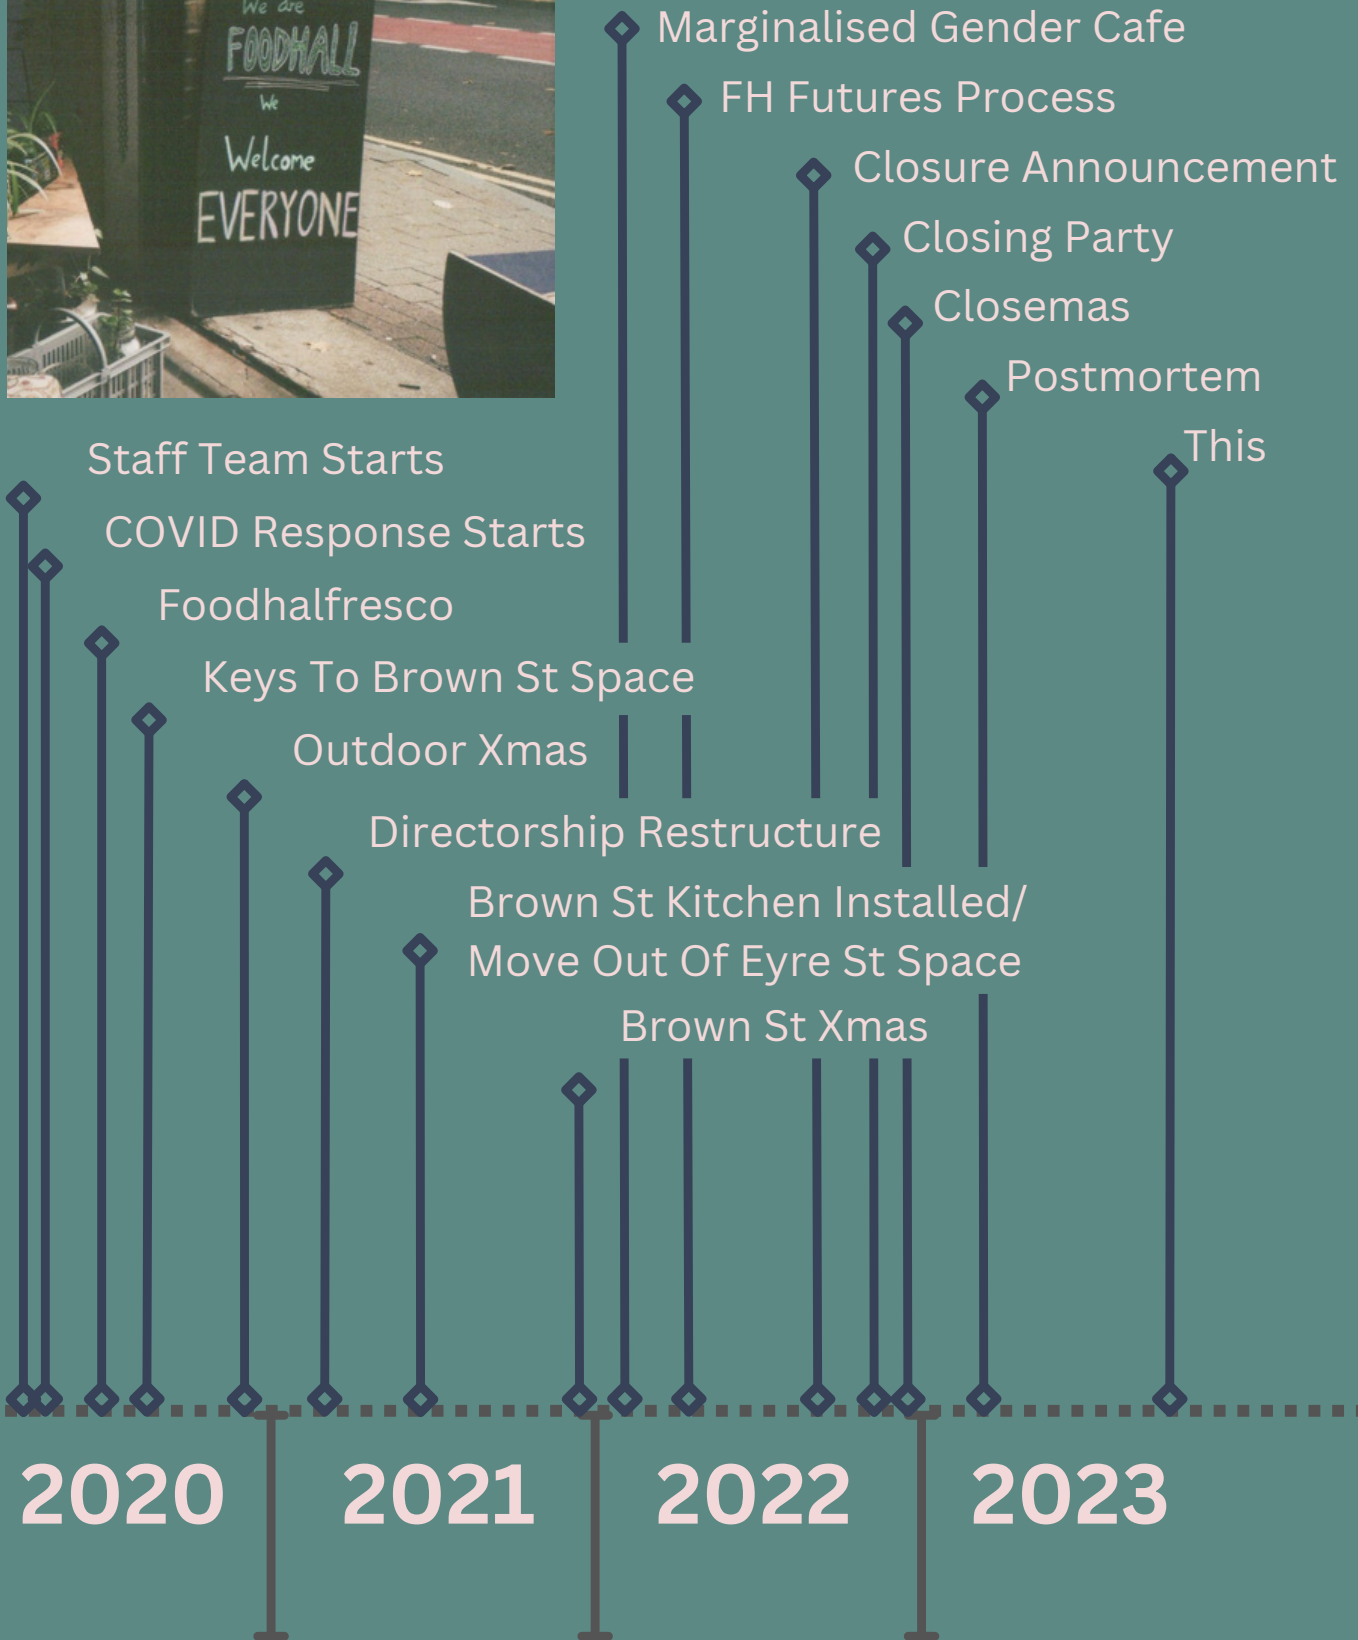 We are
FOODHALL
We
Welcome
EVERYONE
Marginalised Gender Cafe
FH Futures Process
Closure Announcement
Closing Party
Closemas
Postmortem
This
Staff Team Starts
COVID Response Starts
Foodhalfresco
Keys To Brown St Space
Outdoor Xmas
Directorship Restructure
Brown St Kitchen Installed/
Move Out Of Eyre St Space
Brown St Xmas
2020
2021
2022
2023